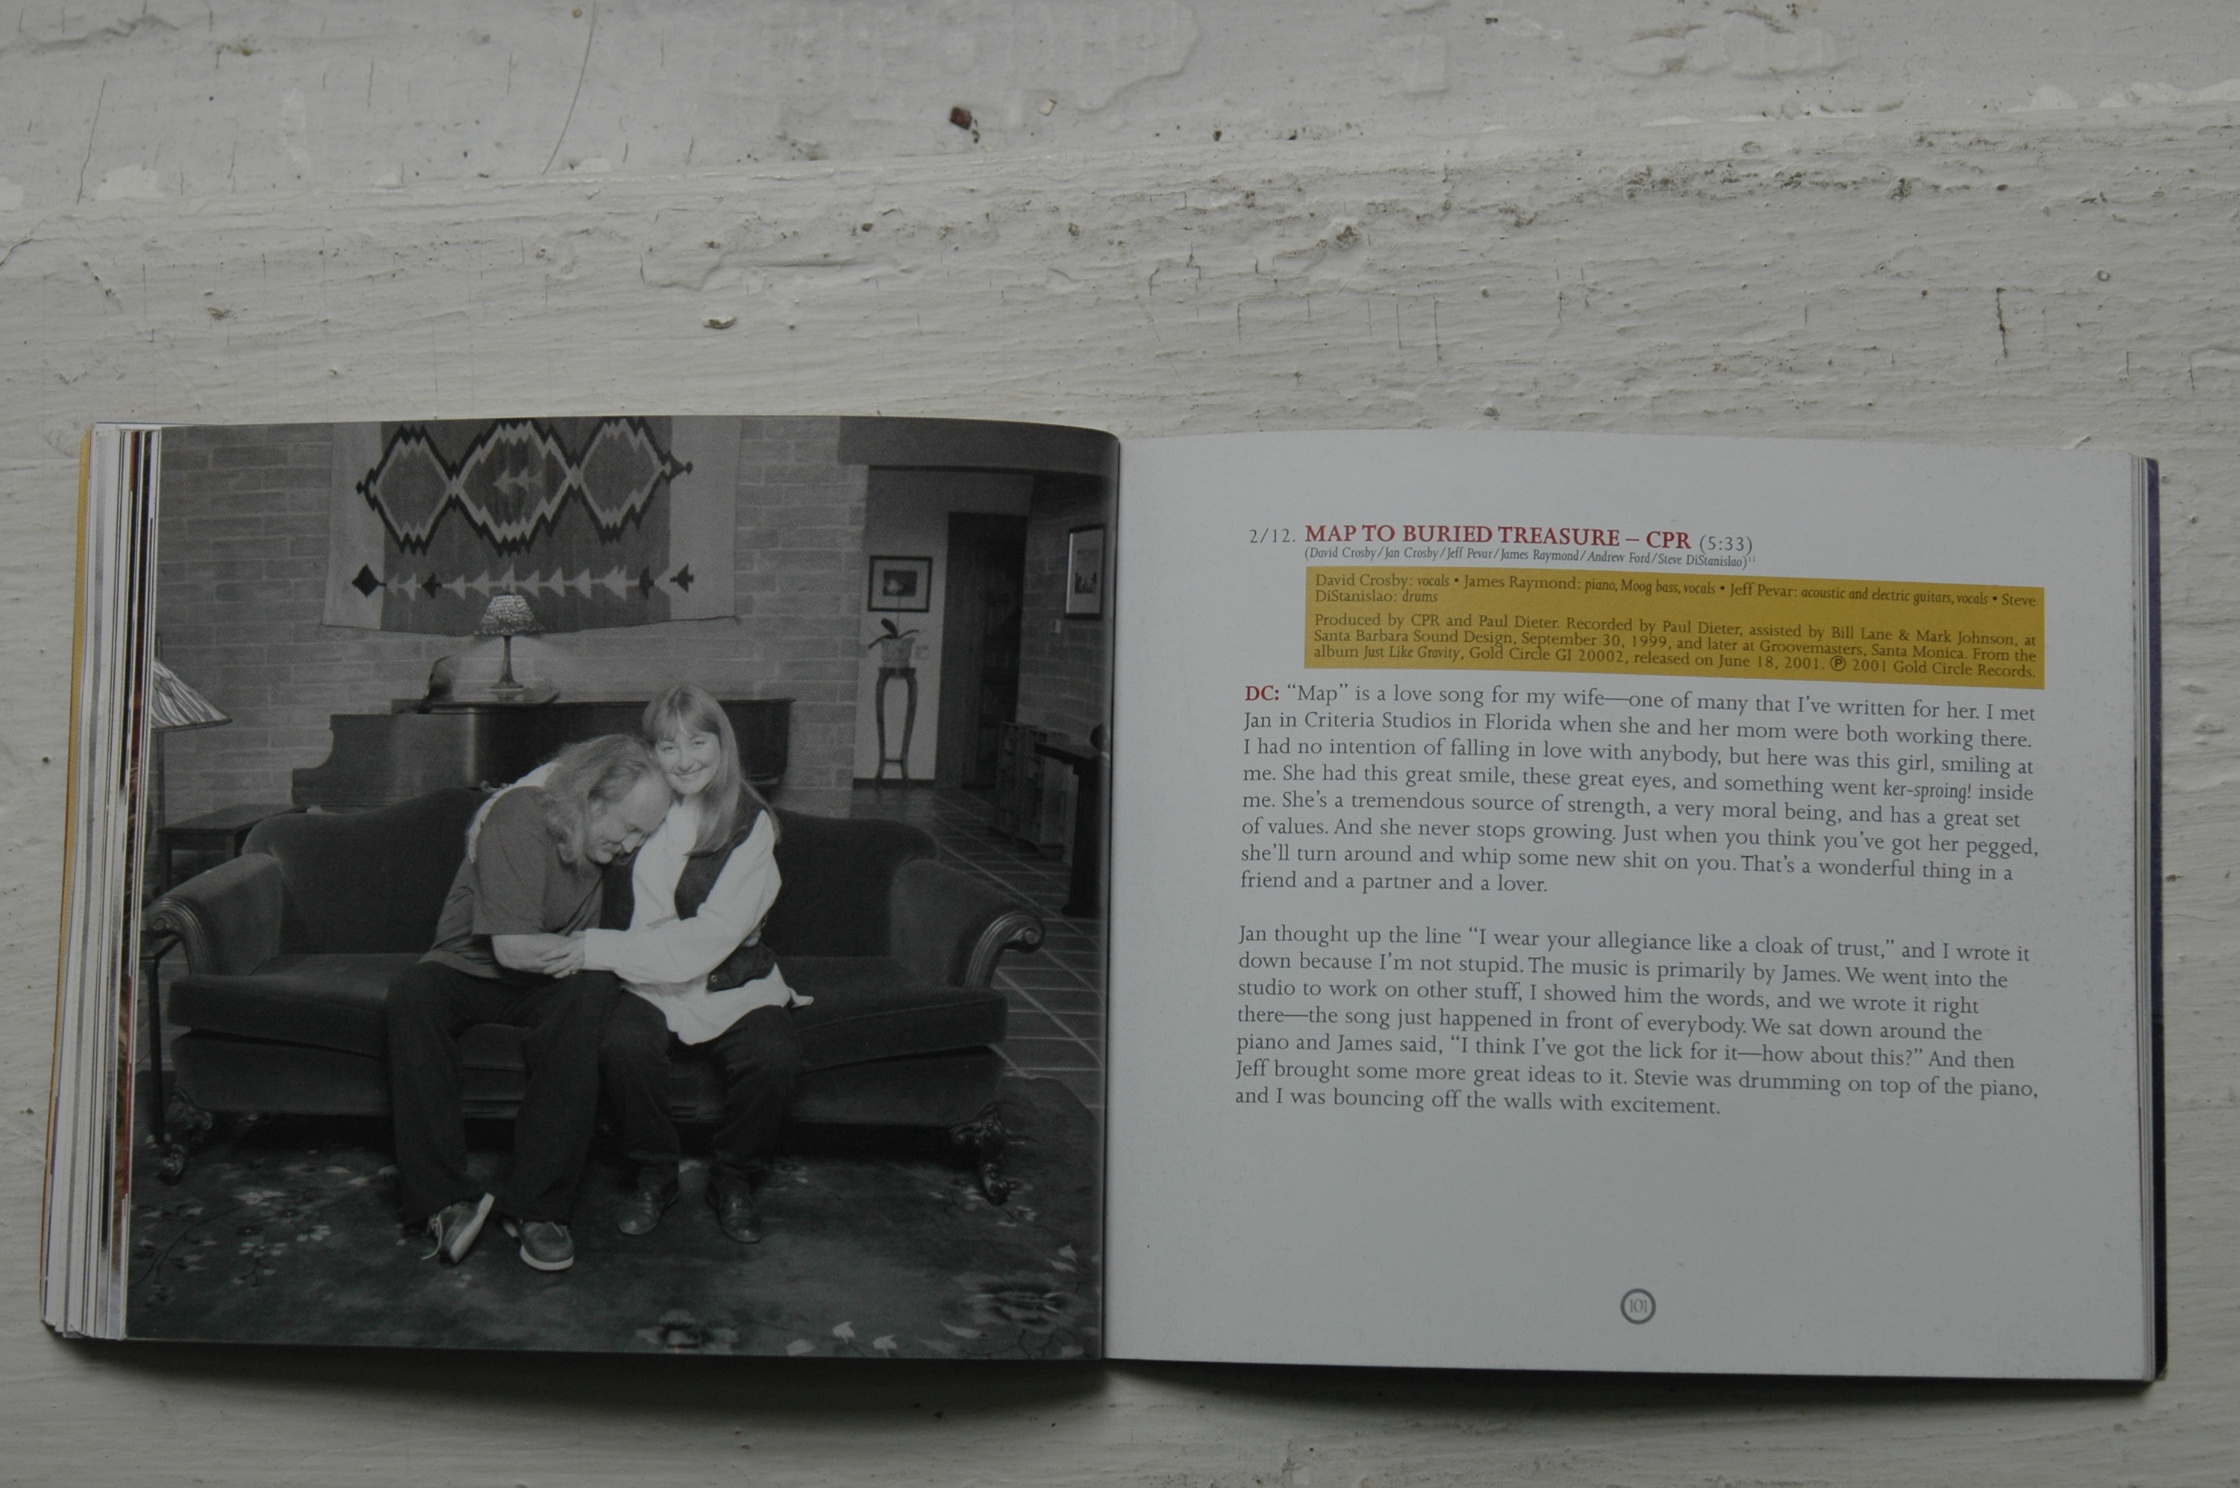 2/12. MAP TO BURIED TREASURE – CPR (5:33)
(David Crosby/Jan Crosby/Jeff Pevar/James Raymond/Andrew Ford/Steve DiStanislao)
David Crosby: vocals • James Raymond: piano, Moog bass, vocals • Jeff Pevar: acoustic and electric guitars, vocals • Steve
DiStanislao: drums
Produced by CPR and Paul Dieter. Recorded by Paul Dieter, assisted by Bill Lane & Mark Johnson, at
Santa Barbara Sound Design, September 30, 1999, and later at Groovemasters, Santa Monica. From the
album Just Like Gravity, Gold Circle GI 20002, released on June 18, 2001. ℗ 2001 Gold Circle Records.
DC: “Map” is a love song for my wife—one of many that I’ve written for her. I met
Jan in Criteria Studios in Florida when she and her mom were both working there.
I had no intention of falling in love with anybody, but here was this girl, smiling at
me. She had this great smile, these great eyes, and something went ker-sproing! inside
me. She’s a tremendous source of strength, a very moral being, and has a great set
of values. And she never stops growing. Just when you think you’ve got her pegged,
she’ll turn around and whip some new shit on you. That’s a wonderful thing in a
friend and a partner and a lover.
Jan thought up the line “I wear your allegiance like a cloak of trust,” and I wrote it
down because I’m not stupid. The music is primarily by James. We went into the
studio to work on other stuff, I showed him the words, and we wrote it right
there—the song just happened in front of everybody. We sat down around the
piano and James said, “I think I’ve got the lick for it—how about this?” And then
Jeff brought some more great ideas to it. Stevie was drumming on top of the piano,
and I was bouncing off the walls with excitement.
101